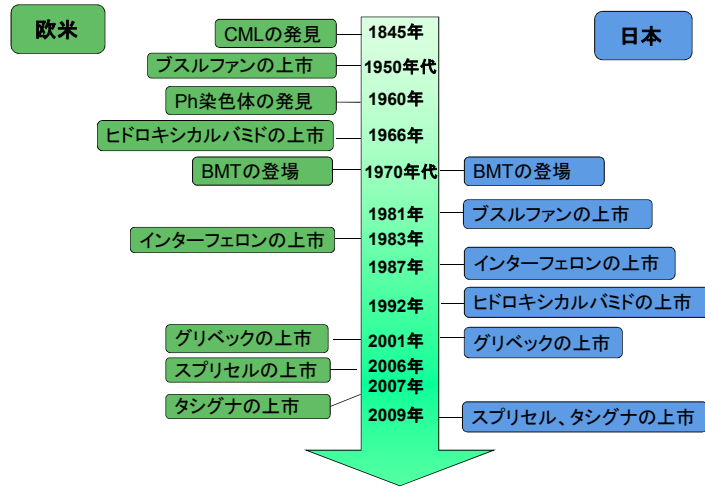 欧米
日本
CMLの発見
1845年
ブスルファンの上市
1950年代
Ph染色体の発見
1960年
ヒドロキシカルバミドの上市
1966年
BMTの登場
1970年代
BMTの登場
1981年
ブスルファンの上市
インターフェロンの上市
1983年
1987年
インターフェロンの上市
1992年
ヒドロキシカルバミドの上市
グリベックの上市
2001年
グリベックの上市
スプリセルの上市
2006年
2007年
タシグナの上市
2009年
スプリセル、タシグナの上市